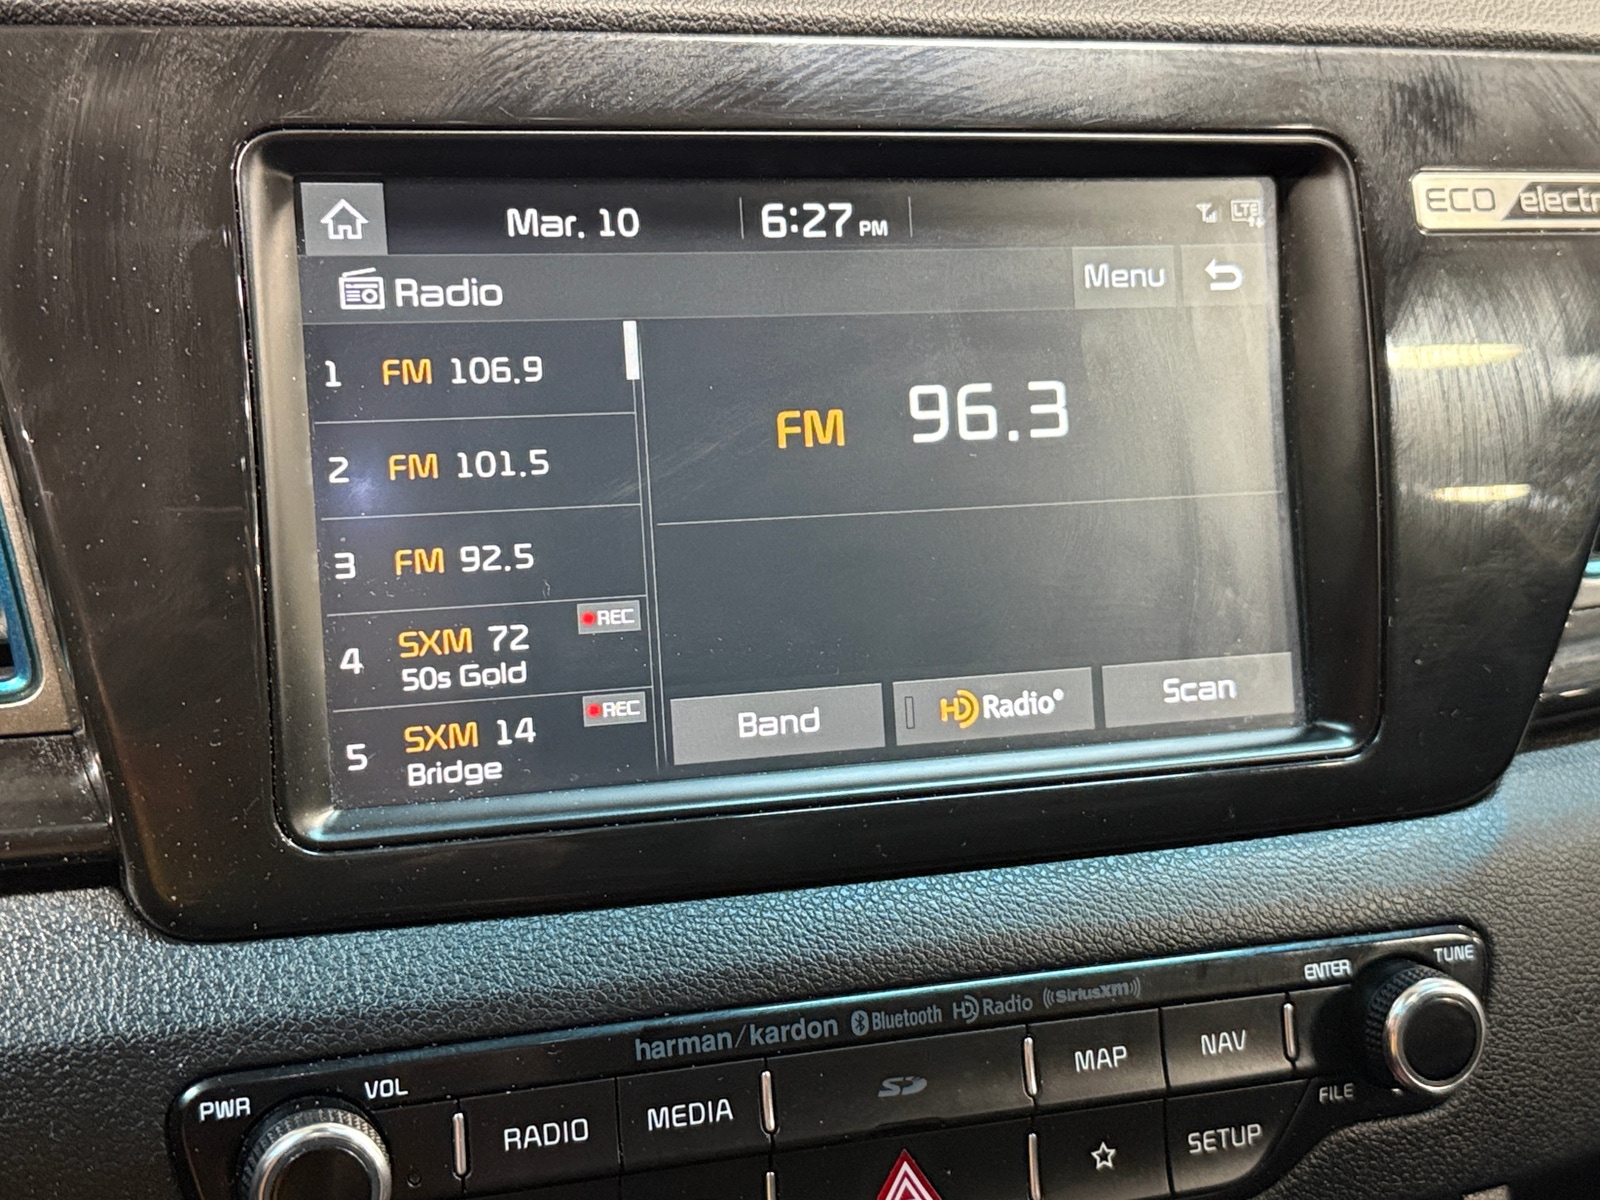 Mar. 10 6:27 PM LTE
ECO
Radio Menu
1 FM 106.9
2 FM 101.5
3 FM 92.5
4 SXM 72 REC
50s Gold
5 SXM 14 REC
Bridge
FM 96.3
Band HD Radio Scan
harman/kardon Bluetooth HD Radio ((SiriusXM))
ENTER TUNE
PWR VOL RADIO MEDIA SD MAP NAV FILE
SETUP